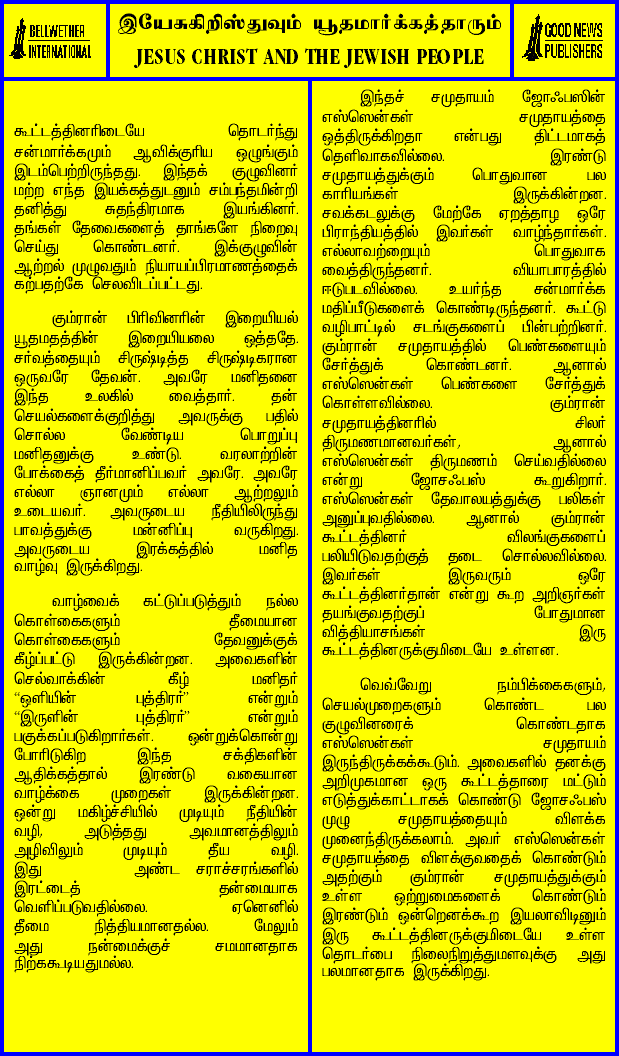 BELLWETHER
INTERNATIONAL
இயேசுகிறிஸ்துவும் யூதமார்க்கத்தாரும்
JESUS CHRIST AND THE JEWISH PEOPLE
GOOD NEWS
PUBLISHERS
கூட்டத்தினரிடையே தொடர்ந்து
சன்மார்க்கமும் ஆவிக்குரிய ஒழுங்கும்
இடம்பெற்றிருந்தது. இந்தக் குழுவினர்
மற்ற எந்த இயக்கத்துடனும் சம்பந்தமின்றி
தனித்து சுதந்திரமாக இயங்கினர்.
தங்கள் தேவைகளைத் தாங்களே நிறைவு
செய்து கொண்டனர். இக்குழுவின்
ஆற்றல் முழுவதும் நியாயப்பிரமாணத்தைக்
கற்பதற்கே செலவிடப்பட்டது.
கும்ரான் பிரிவினரின் இறையியல்
யூதமதத்தின் இறையியலை ஒத்ததே.
சர்வத்தையும் சிருஷ்டித்த சிருஷ்டிகரான
ஒருவரே தேவன். அவரே மனிதனை
இந்த உலகில் வைத்தார். தன்
செயல்களைக்குறித்து அவருக்கு பதில்
சொல்ல வேண்டிய பொறுப்பு
மனிதனுக்கு உண்டு. வரலாற்றின்
போக்கைத் தீர்மானிப்பவர் அவரே. அவரே
எல்லா ஞானமும் எல்லா ஆற்றலும்
உடையவர். அவருடைய நீதியிலிருந்து
பாவத்துக்கு மன்னிப்பு வருகிறது.
அவருடைய இரக்கத்தில் மனித
வாழ்வு இருக்கிறது.
வாழ்வைக் கட்டுப்படுத்தும் நல்ல
கொள்கைகளும் தீமையான
கொள்கைகளும் தேவனுக்குக்
கீழ்ப்பட்டு இருக்கின்றன. அவைகளின்
செல்வாக்கின் கீழ் மனிதர்
“ஒளியின் புத்திரர்” என்றும்
“இருளின் புத்திரர்” என்றும்
பகுக்கப்படுகிறார்கள். ஒன்றுக்கொன்று
போரிடுகிற இந்த சக்திகளின்
ஆதிக்கத்தால் இரண்டு வகையான
வாழ்க்கை முறைகள் இருக்கின்றன.
ஒன்று மகிழ்ச்சியில் முடியும் நீதியின்
வழி, அடுத்தது அவமானத்திலும்
அழிவிலும் முடியும் தீய வழி.
இது அண்ட சராச்சரங்களில்
இரட்டைத் தன்மையாக
வெளிப்படுவதில்லை. ஏனெனில்
தீமை நித்தியமானதல்ல. மேலும்
அது நன்மைக்குச் சமமானதாக
நிற்ககூடியதுமல்ல.
இந்தச் சமுதாயம் ஜோஃபஸின்
எஸ்ஸென்கள் சமுதாயத்தை
ஒத்திருக்கிறதா என்பது திட்டமாகத்
தெளிவாகவில்லை. இரண்டு
சமுதாயத்துக்கும் பொதுவான பல
காரியங்கள் இருக்கின்றன.
சவக்கடலுக்கு மேற்கே ஏறத்தாழ ஒரே
பிராந்தியத்தில் இவர்கள் வாழ்ந்தார்கள்.
எல்லாவற்றையும் பொதுவாக
வைத்திருந்தனர். வியாபாரத்தில்
ஈடுபடவில்லை. உயர்ந்த சன்மார்க்க
மதிப்பீடுகளைக் கொண்டிருந்தனர். கூட்டு
வழிபாட்டில் சடங்குகளைப் பின்பற்றினர்.
கும்ரான் சமுதாயத்தில் பெண்களையும்
சேர்த்துக் கொண்டனர். ஆனால்
எஸ்ஸென்கள் பெண்களை சேர்த்துக்
கொள்ளவில்லை. கும்ரான்
சமுதாயத்தினரில் சிலர்
திருமணமானவர்கள், ஆனால்
எஸ்ஸென்கள் திருமணம் செய்வதில்லை
என்று ஜோசஃபஸ் கூறுகிறார்.
எஸ்ஸென்கள் தேவாலயத்துக்கு பலிகள்
அனுப்புவதில்லை. ஆனால் கும்ரான்
கூட்டத்தினர் விலங்குகளைப்
பலியிடுவதற்குத் தடை சொல்லவில்லை.
இவர்கள் இருவரும் ஒரே
கூட்டத்தினர்தான் என்று கூற அறிஞர்கள்
தயங்குவதற்குப் போதுமான
வித்தியாசங்கள் இரு
கூட்டத்தினருக்குமிடையே உள்ளன.
வெவ்வேறு நம்பிக்கைகளும்,
செயல்முறைகளும் கொண்ட பல
குழுவினரைக் கொண்டதாக
எஸ்ஸென்கள் சமுதாயம்
இருந்திருக்கக்கூடும். அவைகளில் தனக்கு
அறிமுகமான ஒரு கூட்டத்தாரை மட்டும்
எடுத்துக்காட்டாகக் கொண்டு ஜோசஃபஸ்
முழு சமுதாயத்தையும் விளக்க
முனைந்திருக்கலாம். அவர் எஸ்ஸென்கள்
சமுதாயத்தை விளக்குவதைக் கொண்டும்
அதற்கும் கும்ரான் சமுதாயத்துக்கும்
உள்ள ஒற்றுமைகளைக் கொண்டும்
இரண்டும் ஒன்றெனக்கூற இயலாவிடினும்
இரு கூட்டத்தினருக்குமிடையே உள்ள
தொடர்பை நிலைநிறுத்துமளவுக்கு அது
பலமானதாக இருக்கிறது.